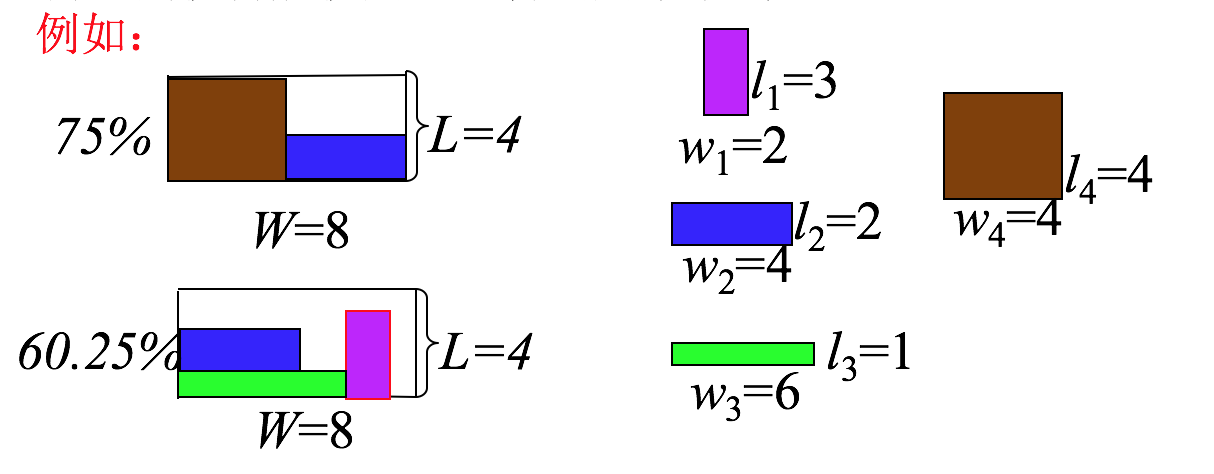 例如：
75%
L=4
W=8
60.25%
L=4
W=8
l₁=3
w₁=2
l₂=2
w₂=4
l₃=1
w₃=6
l₄=4
w₄=4